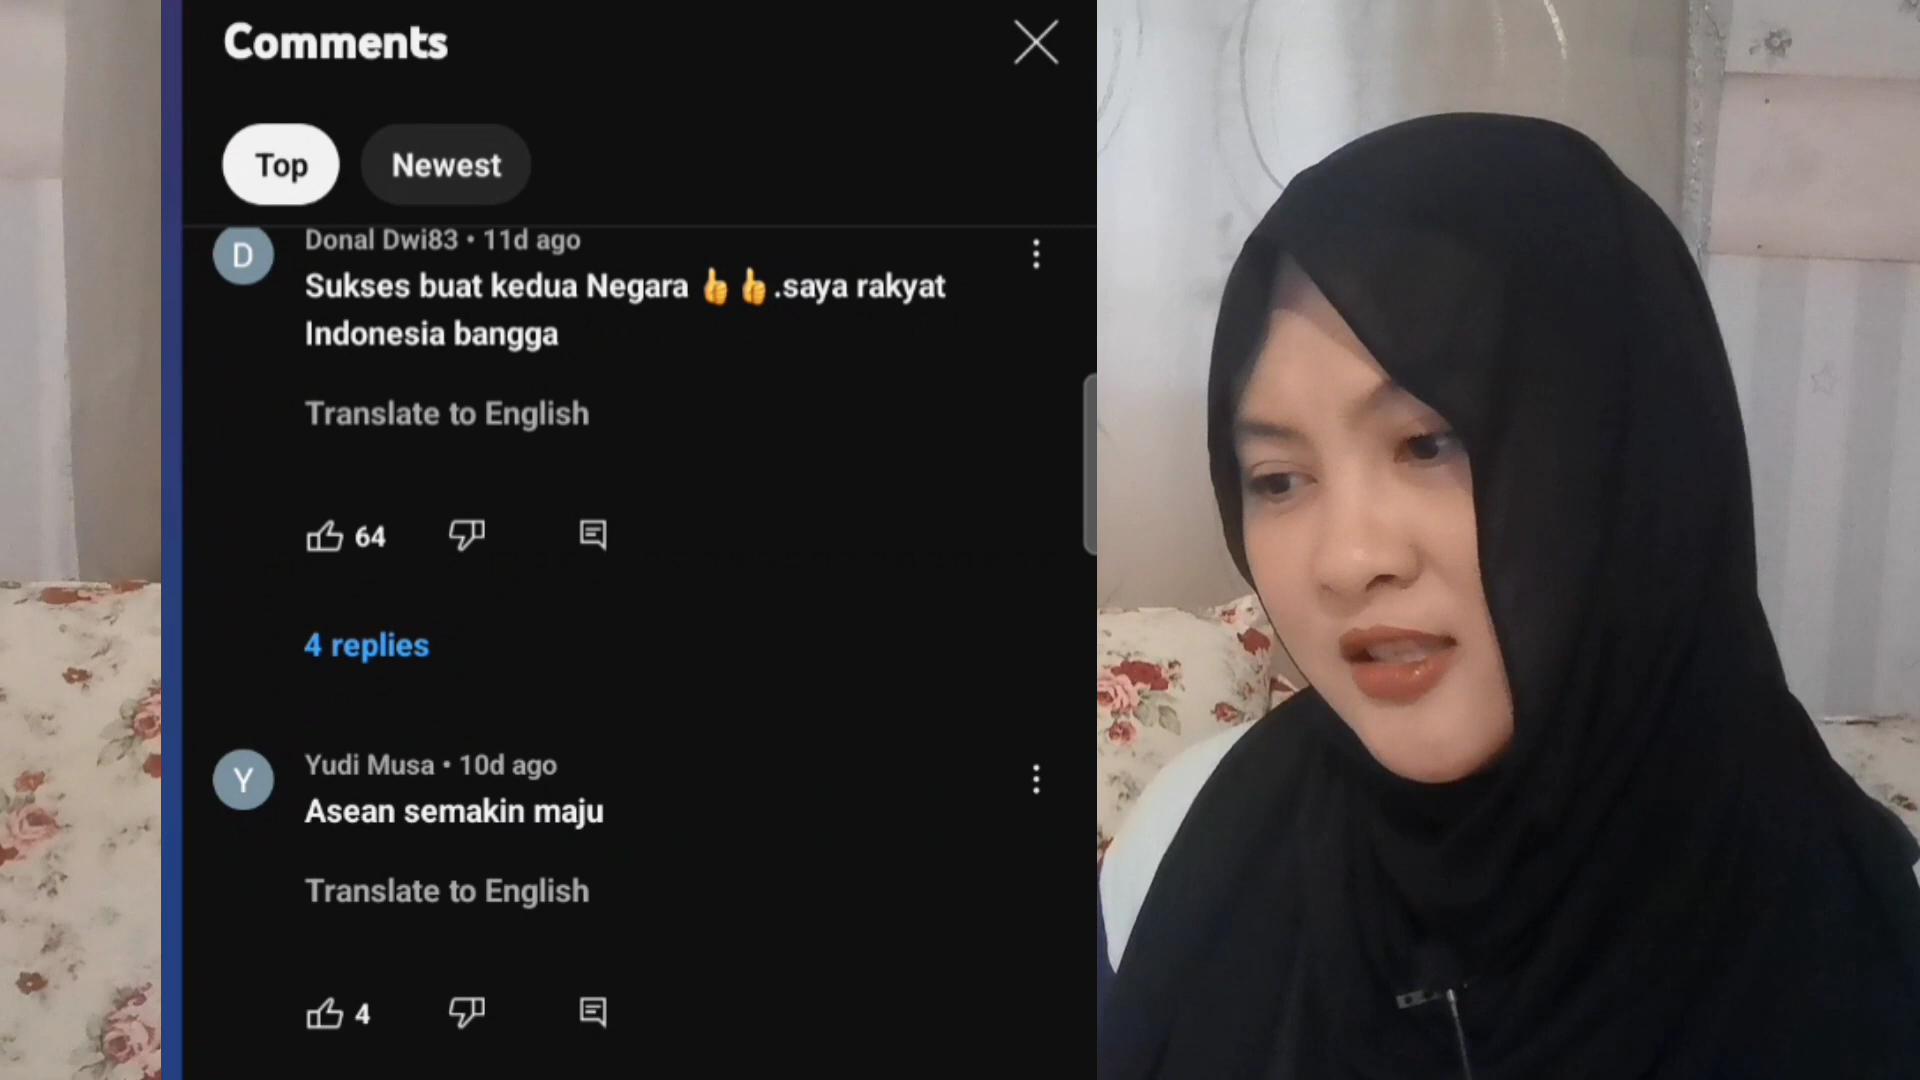 Comments
Top
Newest
D
Donal Dwi83 • 11d ago
Sukses buat kedua Negara 👍👍.saya rakyat
Indonesia bangga
Translate to English
64
4 replies
Y
Yudi Musa • 10d ago
Asean semakin maju
Translate to English
4